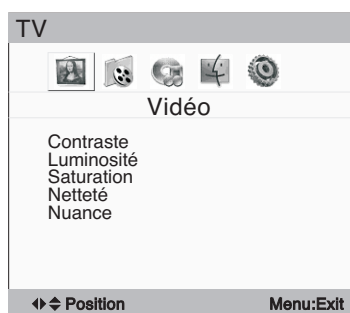 TV
Vidéo
Contraste
Luminosité
Saturation
Netteté
Nuance
Position Menu:Exit